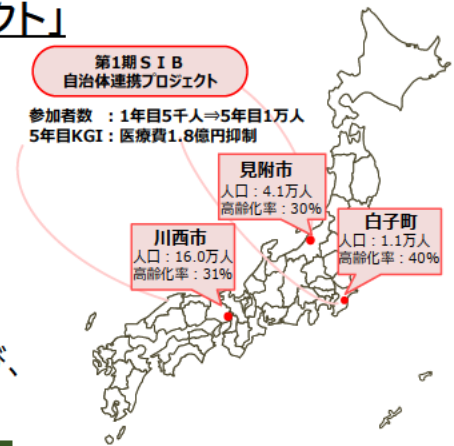 クト」
第1期ＳＩＢ
自治体連携プロジェクト
参加者数　：1年目5千人⇒5年目1万人
5年目KGI：医療費1.8億円抑制
見附市
人口：4.1万人
高齢化率：30%
白子町
人口：1.1万人
高齢化率：40%
川西市
人口：16.0万人
高齢化率：31%
、